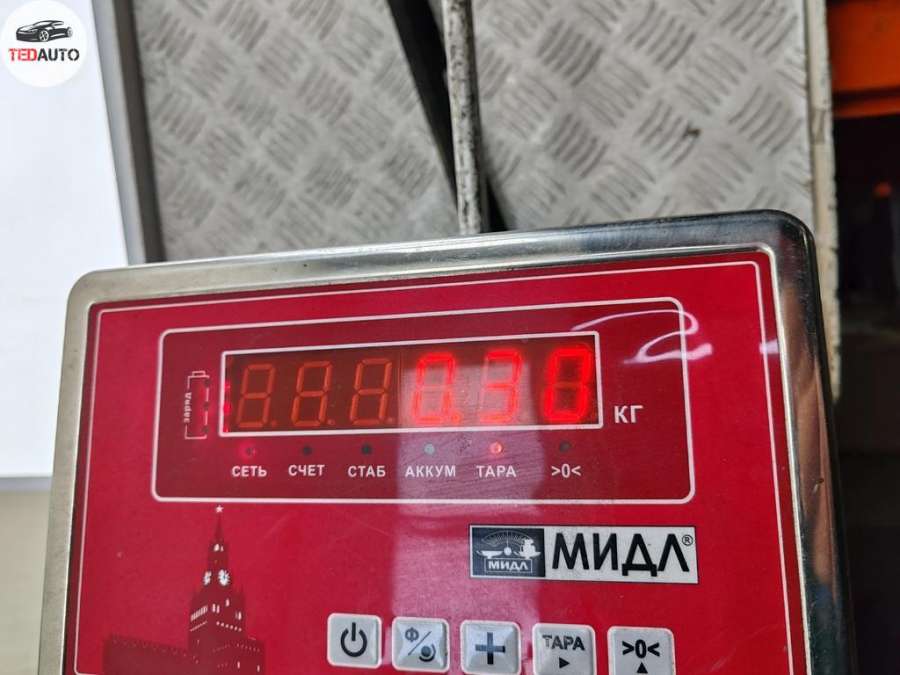 TEDAUTO
заряд
0.30 КГ
СЕТЬ СЧЕТ СТАБ АККУМ ТАРА >0<
МИДЛ МИДЛ®
Ф ТАРА >0<